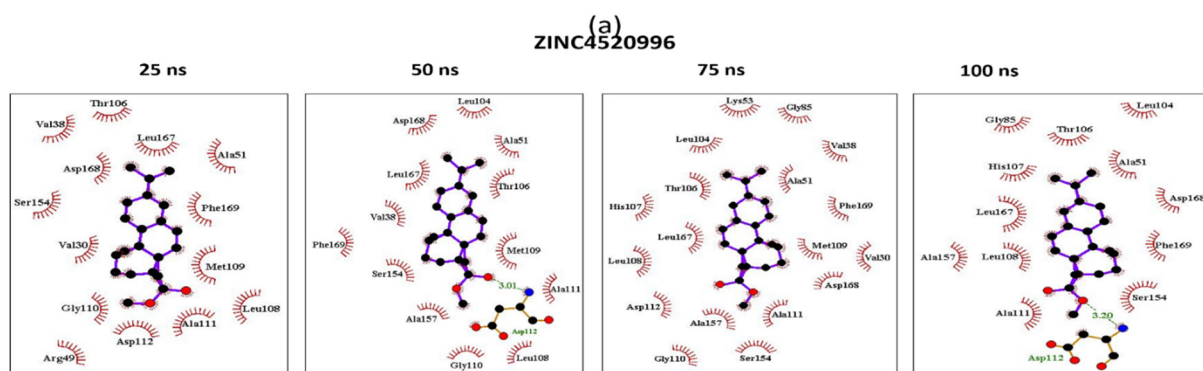 (a)
ZINC4520996
25 ns
50 ns
75 ns
100 ns
Thr106
Val38
Leu167
Ala51
Asp168
Ser154
Phe169
Val30
Met109
Gly110
Leu108
Ala111
Asp112
Arg49
Leu104
Asp168
Ala51
Leu167
Thr106
Val38
Phe169
Met109
Ser154
3.01
Ala111
Ala157
Asp112
Leu108
Gly110
Lys53
Gly85
Leu104
Val38
Ala51
Thr106
His107
Phe169
Leu167
Met109
Leu108
Val30
Asp168
Asp112
Ala111
Ala157
Gly110
Ser154
Leu104
Gly85
Thr106
His107
Ala51
Asp168
Leu167
Phe169
Ala157
Leu108
Ser154
Ala111
3.20
Asp112